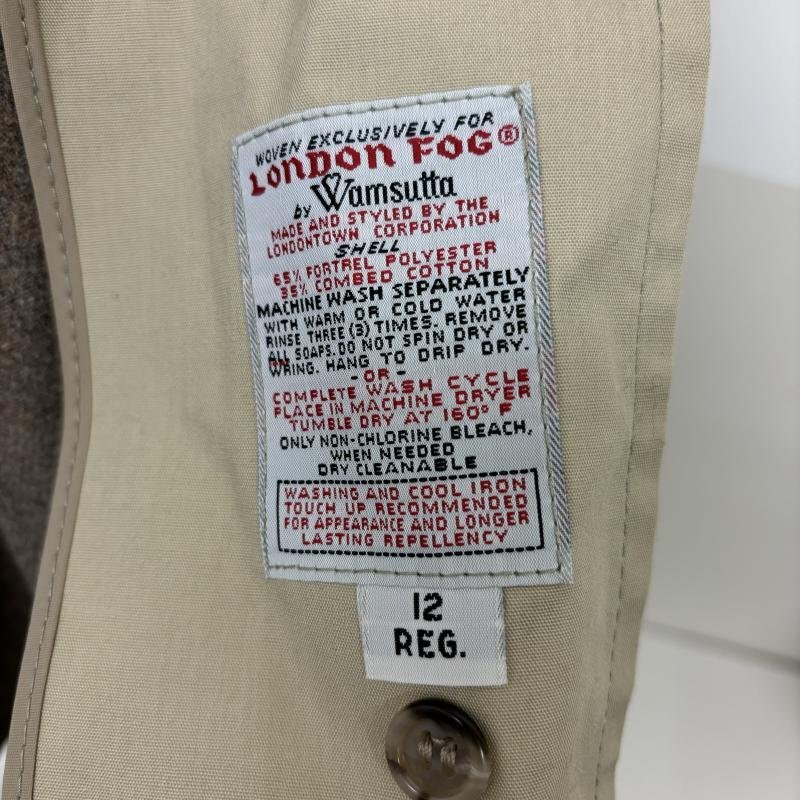 WOVEN EXCLUSIVELY FOR
LONDON FOG®
by Wamsutta
MADE AND STYLED BY THE
LONDONTOWN CORPORATION
SHELL
65% FORTREL POLYESTER
35% COMBED COTTON
MACHINE WASH SEPARATELY
WITH WARM OR COLD WATER
RINSE THREE (3) TIMES. REMOVE
ALL SOAPS. DO NOT SPIN DRY OR
WRING. HANG TO DRIP DRY.
- OR -
COMPLETE WASH CYCLE
PLACE IN MACHINE DRYER
TUMBLE DRY AT 160° F
ONLY NON-CHLORINE BLEACH,
WHEN NEEDED
DRY CLEANABLE
WASHING AND COOL IRON
TOUCH UP RECOMMENDED
FOR APPEARANCE AND LONGER
LASTING REPELLENCY
12
REG.